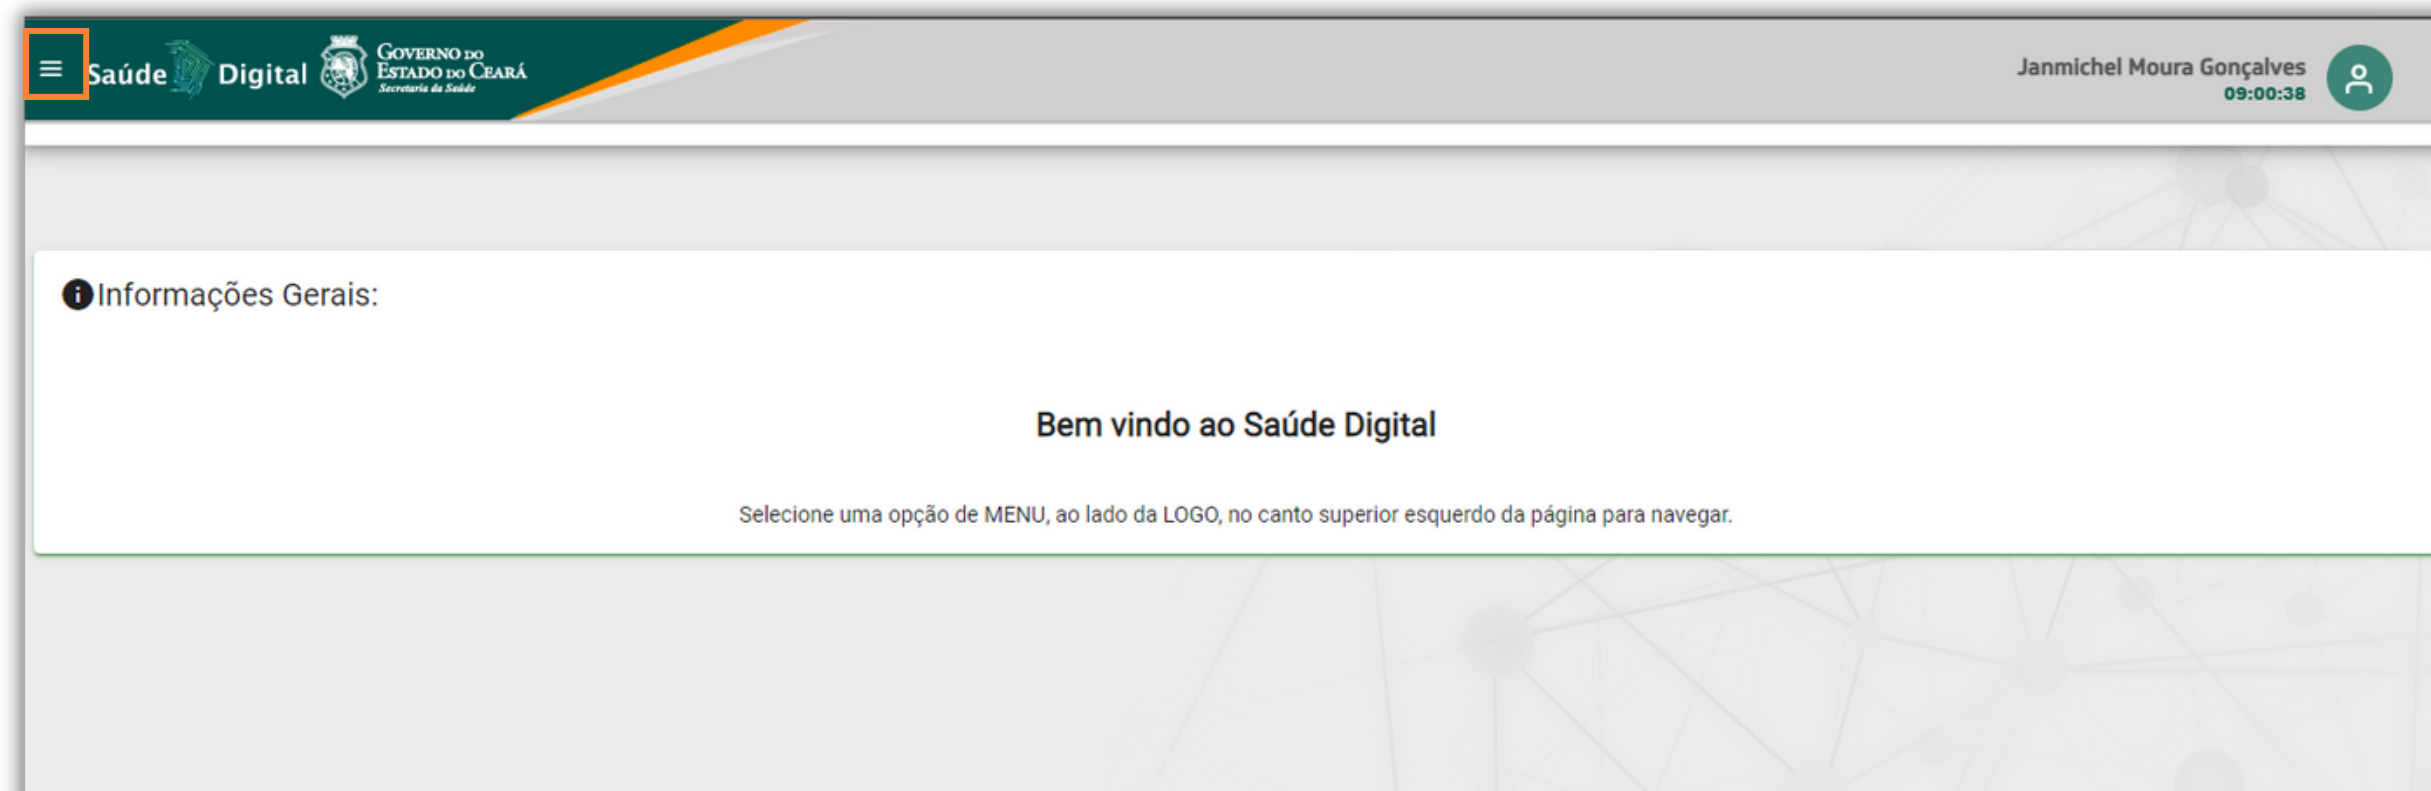 Saúde Digital
GOVERNO DO
ESTADO DO CEARÁ
Secretaria da Saúde
Janmichel Moura Gonçalves
09:00:38
Informações Gerais:
Bem vindo ao Saúde Digital
Selecione uma opção de MENU, ao lado da LOGO, no canto superior esquerdo da página para navegar.